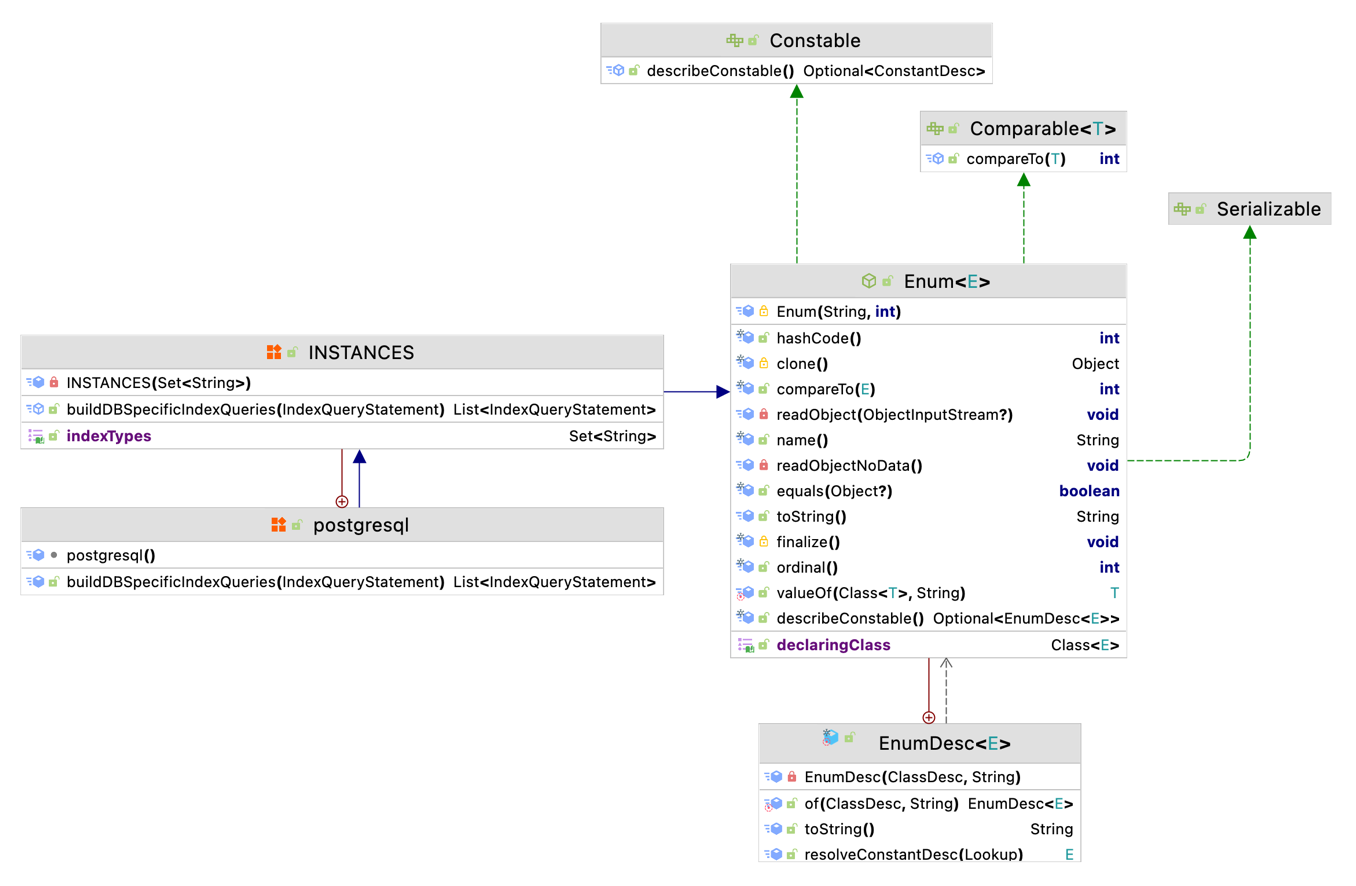 Constable
describeConstable() Optional<ConstantDesc>
Comparable<T>
compareTo(T) int
Serializable
Enum<E>
Enum(String, int)
hashCode() int
clone() Object
compareTo(E) int
readObject(ObjectInputStream?) void
name() String
readObjectNoData() void
equals(Object?) boolean
toString() String
finalize() void
ordinal() int
valueOf(Class<T>, String) T
describeConstable() Optional<EnumDesc<E>>
declaringClass Class<E>
INSTANCES
INSTANCES(Set<String>)
buildDBSpecificIndexQueries(IndexQueryStatement) List<IndexQueryStatement>
indexTypes Set<String>
postgresql
postgresql()
buildDBSpecificIndexQueries(IndexQueryStatement) List<IndexQueryStatement>
EnumDesc<E>
EnumDesc(ClassDesc, String)
of(ClassDesc, String) EnumDesc<E>
toString() String
resolveConstantDesc(Lookup) E